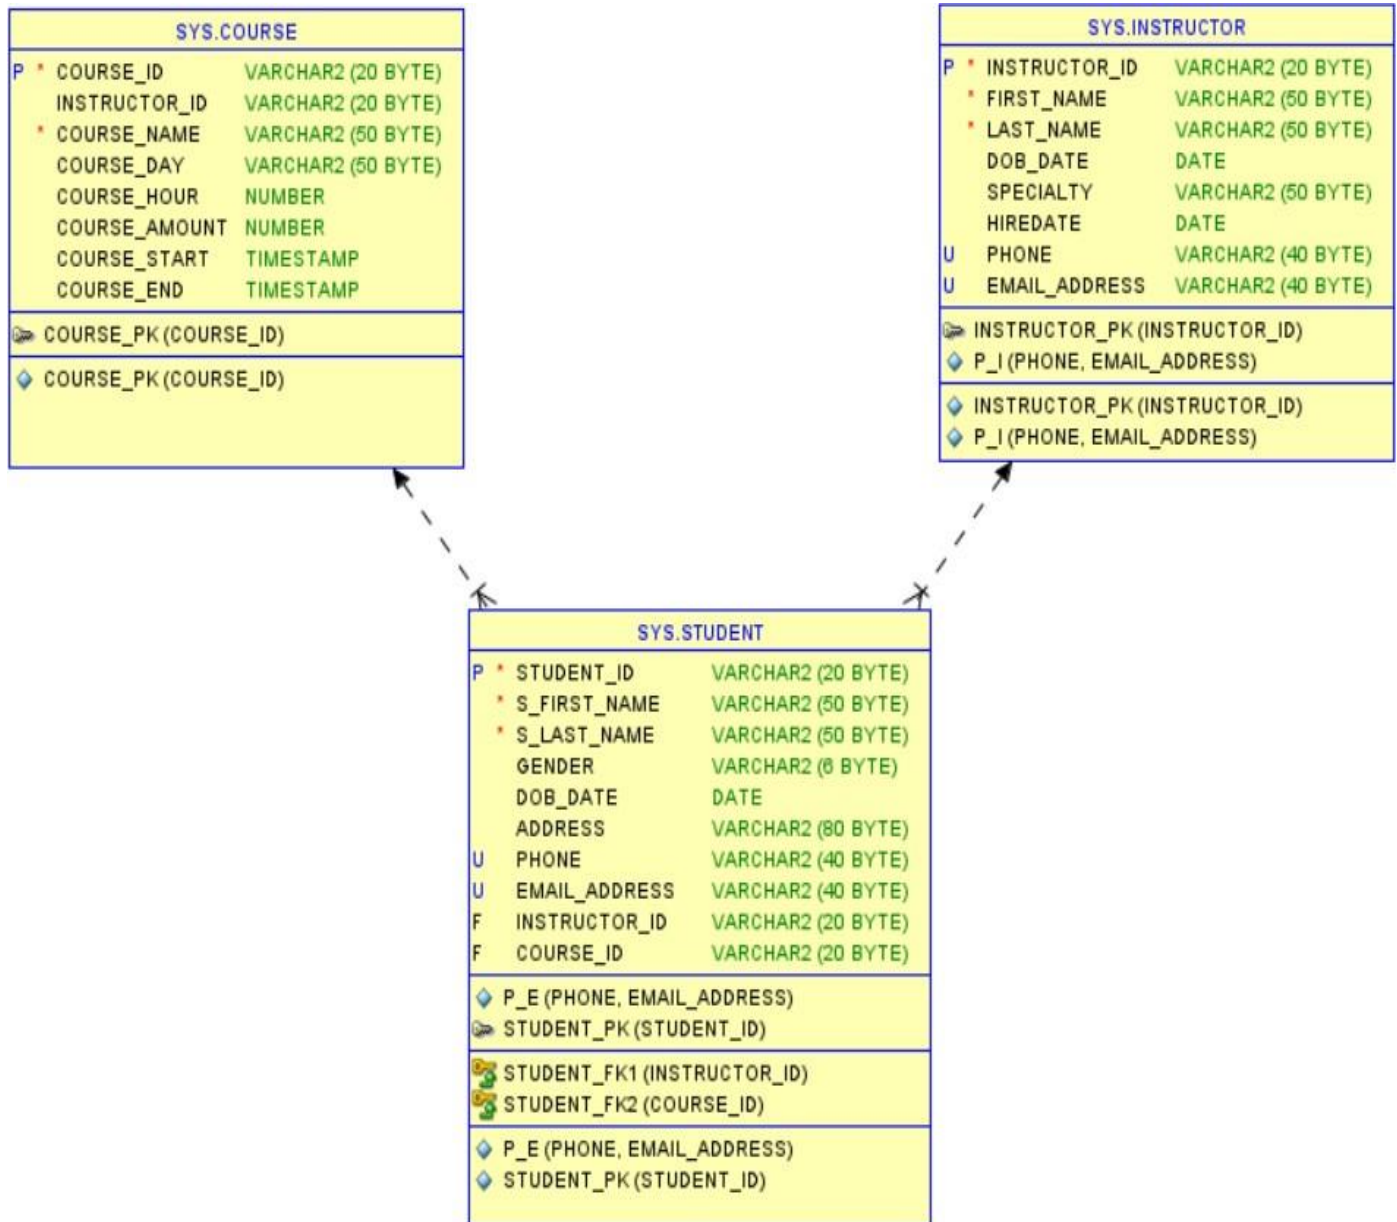 SYS.COURSE
P * COURSE_ID VARCHAR2 (20 BYTE)
INSTRUCTOR_ID VARCHAR2 (20 BYTE)
* COURSE_NAME VARCHAR2 (50 BYTE)
COURSE_DAY VARCHAR2 (50 BYTE)
COURSE_HOUR NUMBER
COURSE_AMOUNT NUMBER
COURSE_START TIMESTAMP
COURSE_END TIMESTAMP
COURSE_PK (COURSE_ID)
COURSE_PK (COURSE_ID)
SYS.INSTRUCTOR
P * INSTRUCTOR_ID VARCHAR2 (20 BYTE)
* FIRST_NAME VARCHAR2 (50 BYTE)
* LAST_NAME VARCHAR2 (50 BYTE)
DOB_DATE DATE
SPECIALTY VARCHAR2 (50 BYTE)
HIREDATE DATE
U PHONE VARCHAR2 (40 BYTE)
U EMAIL_ADDRESS VARCHAR2 (40 BYTE)
INSTRUCTOR_PK (INSTRUCTOR_ID)
P_I (PHONE, EMAIL_ADDRESS)
INSTRUCTOR_PK (INSTRUCTOR_ID)
P_I (PHONE, EMAIL_ADDRESS)
SYS.STUDENT
P * STUDENT_ID VARCHAR2 (20 BYTE)
* S_FIRST_NAME VARCHAR2 (50 BYTE)
* S_LAST_NAME VARCHAR2 (50 BYTE)
GENDER VARCHAR2 (6 BYTE)
DOB_DATE DATE
ADDRESS VARCHAR2 (80 BYTE)
U PHONE VARCHAR2 (40 BYTE)
U EMAIL_ADDRESS VARCHAR2 (40 BYTE)
F INSTRUCTOR_ID VARCHAR2 (20 BYTE)
F COURSE_ID VARCHAR2 (20 BYTE)
P_E (PHONE, EMAIL_ADDRESS)
STUDENT_PK (STUDENT_ID)
STUDENT_FK1 (INSTRUCTOR_ID)
STUDENT_FK2 (COURSE_ID)
P_E (PHONE, EMAIL_ADDRESS)
STUDENT_PK (STUDENT_ID)